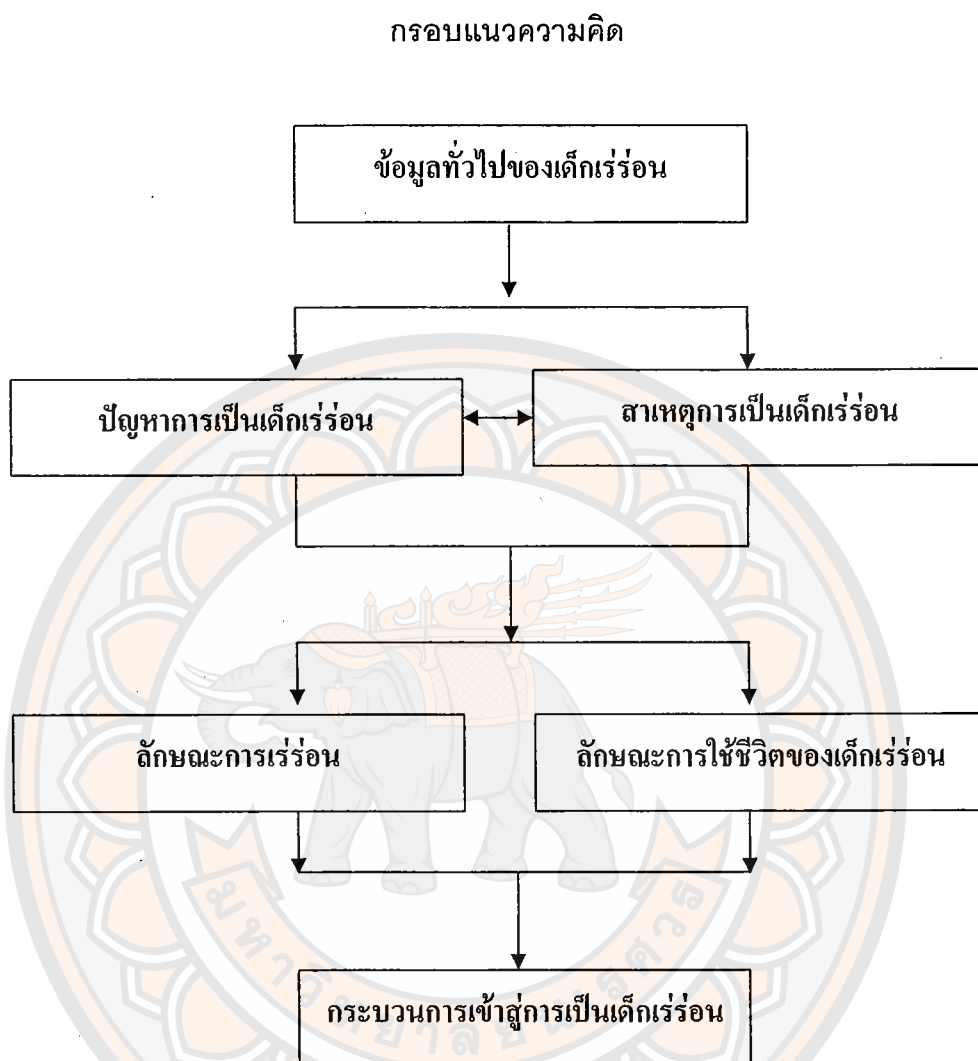 กรอบแนวความคิด
ข้อมูลทั่วไปของเด็กเร่ร่อน
ปัญหาการเป็นเด็กเร่ร่อน
สาเหตุการเป็นเด็กเร่ร่อน
ลักษณะการเร่ร่อน
ลักษณะการใช้ชีวิตของเด็กเร่ร่อน
กระบวนการเข้าสู่การเป็นเด็กเร่ร่อน